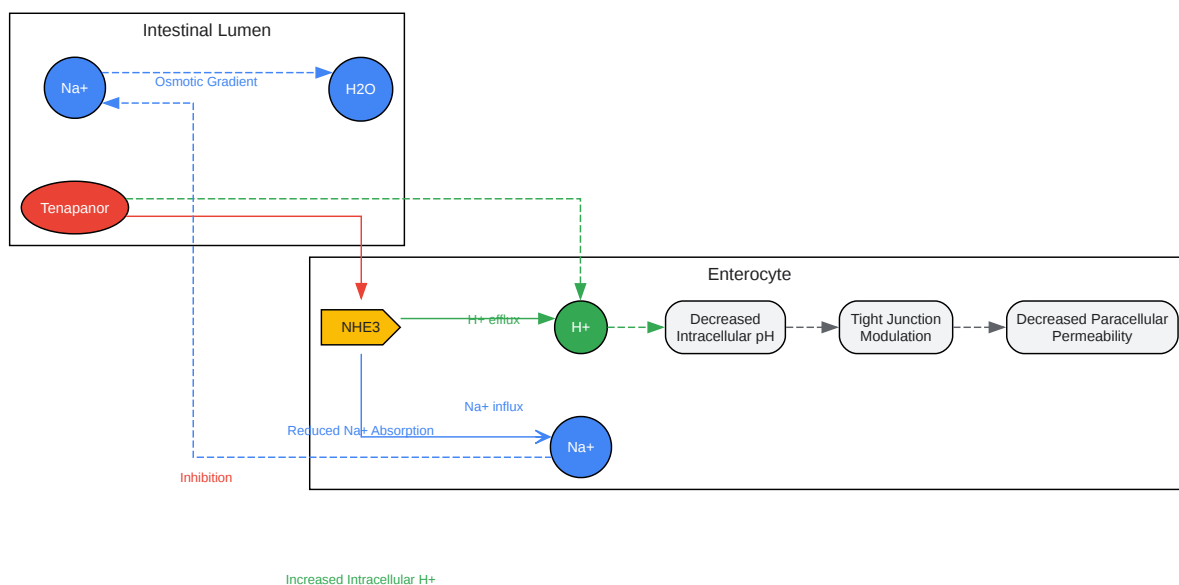 Intestinal Lumen
Na+
Osmotic Gradient
H2O
Tenapanor
Enterocyte
NHE3
H+ efflux
H+
Decreased
Intracellular pH
Tight Junction
Modulation
Decreased Paracellular
Permeability
Na+ influx
Reduced Na+ Absorption
Na+
Inhibition
Increased Intracellular H+